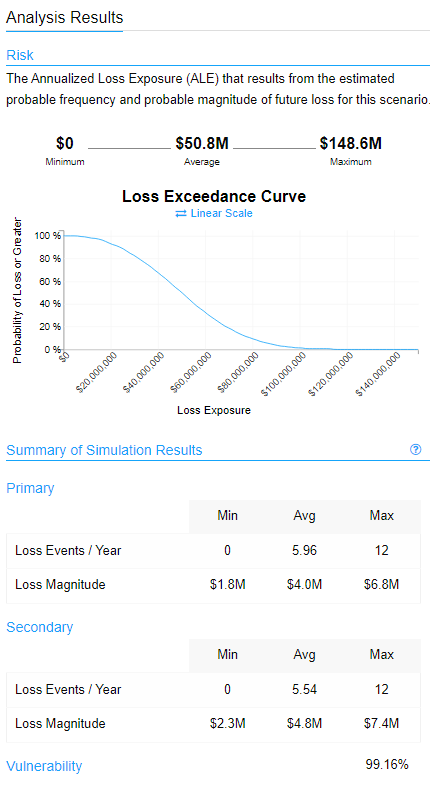 Analysis Results
Risk
The Annualized Loss Exposure (ALE) that results from the estimated
probable frequency and probable magnitude of future loss for this scenario.
$0 $50.8M $148.6M
Minimum Average Maximum
Loss Exceedance Curve
⇄ Linear Scale
Probability of Loss or Greater
100 %
80 %
60 %
40 %
20 %
0 %
$0 $20,000,000 $40,000,000 $60,000,000 $80,000,000 $100,000,000 $120,000,000 $140,000,000
Loss Exposure
Summary of Simulation Results ?
Primary
Min Avg Max
Loss Events / Year 0 5.96 12
Loss Magnitude $1.8M $4.0M $6.8M
Secondary
Min Avg Max
Loss Events / Year 0 5.54 12
Loss Magnitude $2.3M $4.8M $7.4M
Vulnerability 99.16%